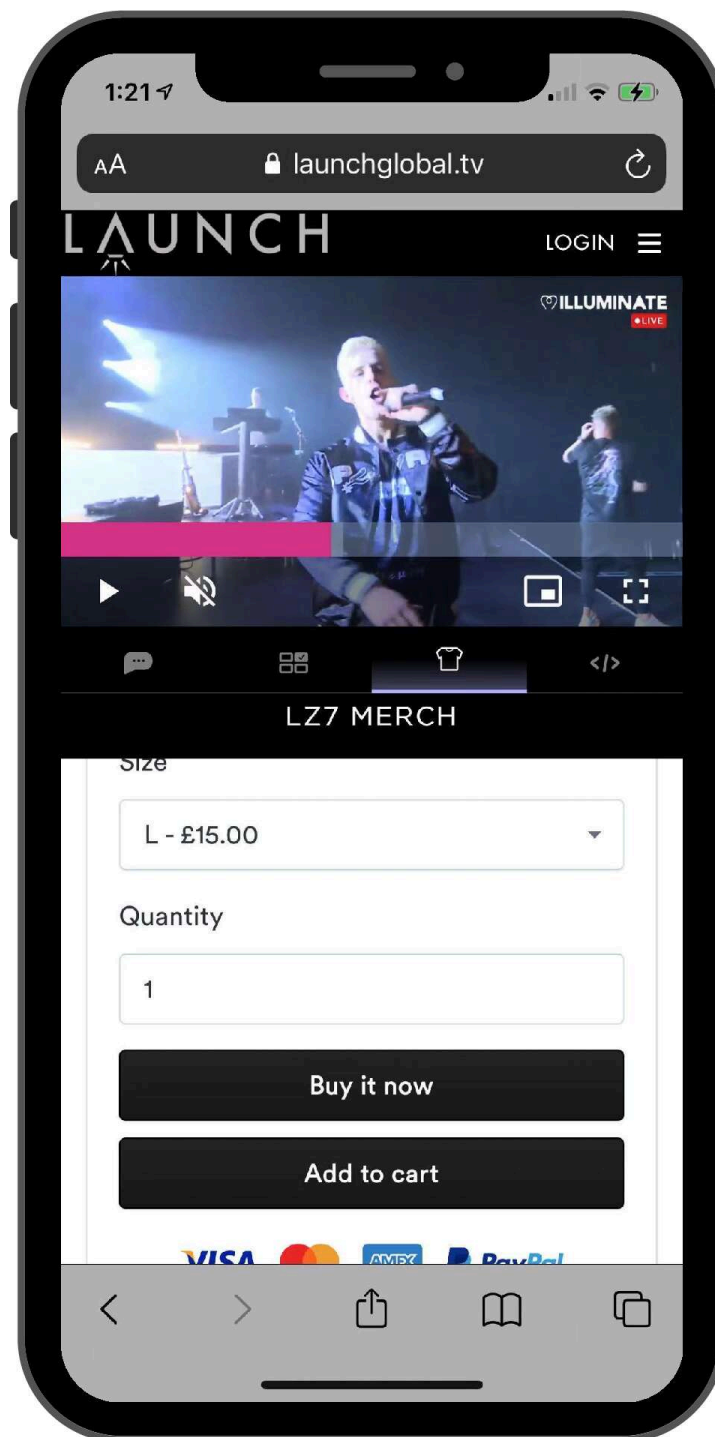 1:21
AA launchglobal.tv
LAUNCH
LOGIN
ILLUMINATE
LIVE
LZ7 MERCH
Size
L - £15.00
Quantity
1
Buy it now
Add to cart
VISA AMEX PayPal